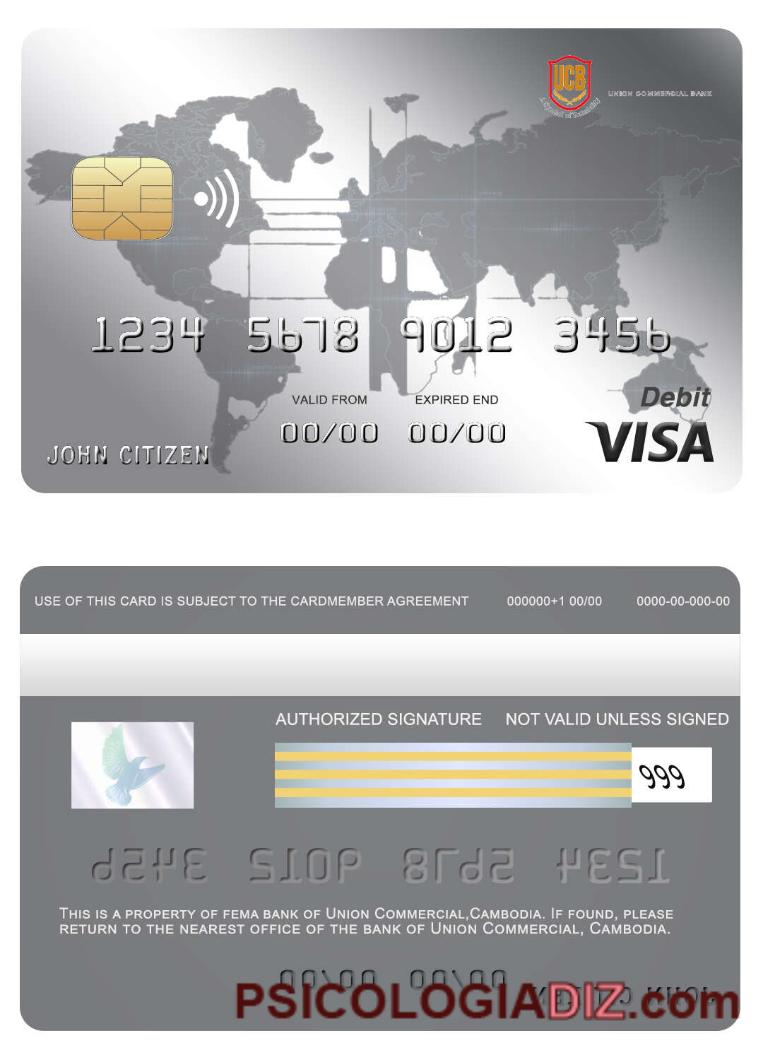 UCB
UNION COMMERCIAL BANK
1234 5678 9012 3456
Debit
VALID FROM EXPIRED END
00/00 00/00
VISA
JOHN CITIZEN
USE OF THIS CARD IS SUBJECT TO THE CARDMEMBER AGREEMENT 000000+1 00/00 0000-00-000-00
AUTHORIZED SIGNATURE NOT VALID UNLESS SIGNED
999
THIS IS A PROPERTY OF FEMA BANK OF UNION COMMERCIAL,CAMBODIA. IF FOUND, PLEASE
RETURN TO THE NEAREST OFFICE OF THE BANK OF UNION COMMERCIAL, CAMBODIA.
PSICOLOGIADIZ.com